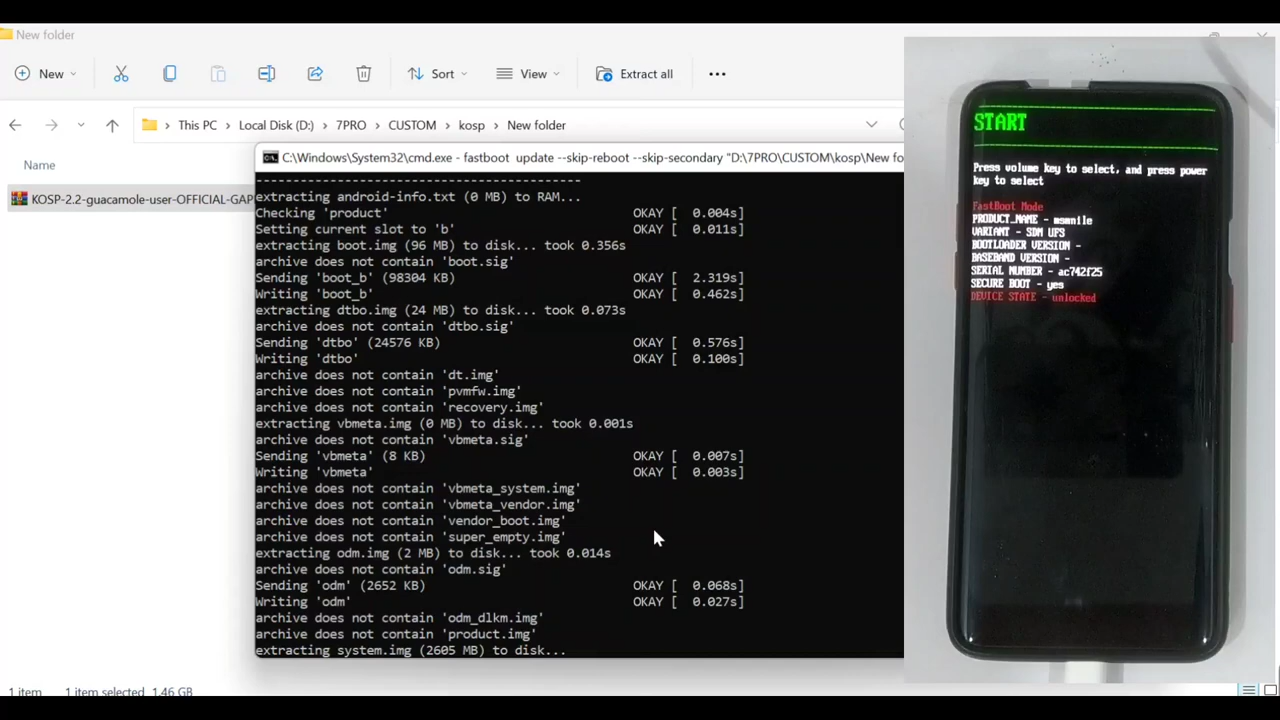 New folder
New
Sort
View
Extract all
This PC > Local Disk (D:) > 7PRO > CUSTOM > kosp > New folder
Name
KOSP-2.2-guacamole-user-OFFICIAL-GAP
1 item 1 item selected 1.46 GB
C:\Windows\System32\cmd.exe - fastboot update --skip-reboot --skip-secondary "D:\7PRO\CUSTOM\kosp\New fo
--------------------------------------------
extracting android-info.txt (0 MB) to RAM...
Checking 'product' OKAY [ 0.004s]
Setting current slot to 'b' OKAY [ 0.011s]
extracting boot.img (96 MB) to disk... took 0.356s
archive does not contain 'boot.sig'
Sending 'boot_b' (98304 KB) OKAY [ 2.319s]
Writing 'boot_b' OKAY [ 0.462s]
extracting dtbo.img (24 MB) to disk... took 0.073s
archive does not contain 'dtbo.sig'
Sending 'dtbo' (24576 KB) OKAY [ 0.576s]
Writing 'dtbo' OKAY [ 0.100s]
archive does not contain 'dt.img'
archive does not contain 'pvmfw.img'
archive does not contain 'recovery.img'
extracting vbmeta.img (0 MB) to disk... took 0.001s
archive does not contain 'vbmeta.sig'
Sending 'vbmeta' (8 KB) OKAY [ 0.007s]
Writing 'vbmeta' OKAY [ 0.003s]
archive does not contain 'vbmeta_system.img'
archive does not contain 'vbmeta_vendor.img'
archive does not contain 'vendor_boot.img'
archive does not contain 'super_empty.img'
extracting odm.img (2 MB) to disk... took 0.014s
archive does not contain 'odm.sig'
Sending 'odm' (2652 KB) OKAY [ 0.068s]
Writing 'odm' OKAY [ 0.027s]
archive does not contain 'odm_dlkm.img'
archive does not contain 'product.img'
extracting system.img (2605 MB) to disk...
START
Press volume key to select, and press power
key to select
FastBoot Mode
PRODUCT_NAME - msmnile
VARIANT - SDM UFS
BOOTLOADER VERSION -
BASEBAND VERSION -
SERIAL NUMBER - ac742f25
SECURE BOOT - yes
DEVICE STATE - unlocked